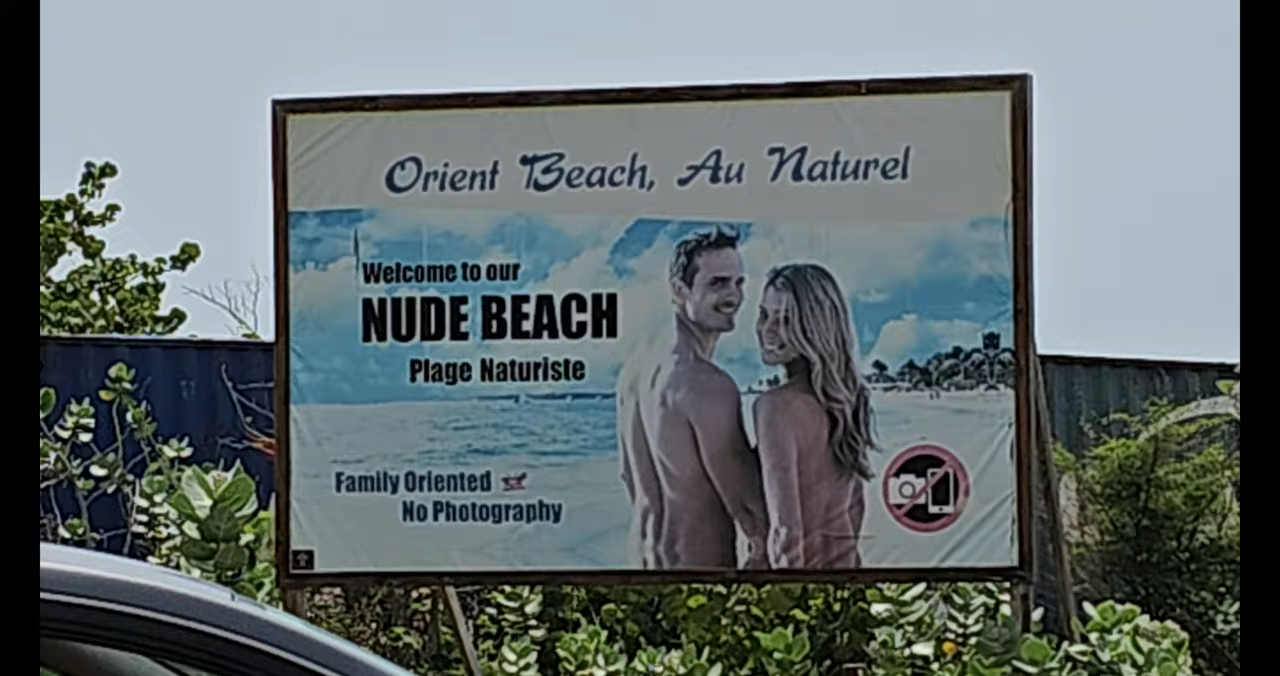 Orient Beach, Au Naturel
Welcome to our
NUDE BEACH
Plage Naturiste
Family Oriented
No Photography